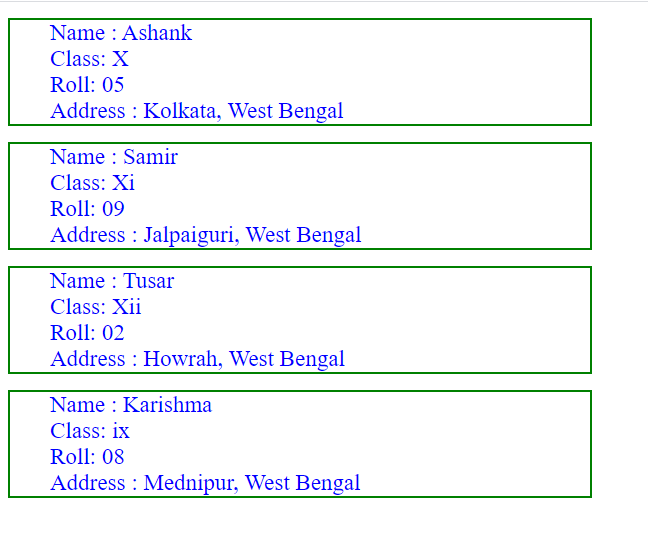 Name : Ashank
Class: X
Roll: 05
Address : Kolkata, West Bengal
Name : Samir
Class: Xi
Roll: 09
Address : Jalpaiguri, West Bengal
Name : Tusar
Class: Xii
Roll: 02
Address : Howrah, West Bengal
Name : Karishma
Class: ix
Roll: 08
Address : Mednipur, West Bengal